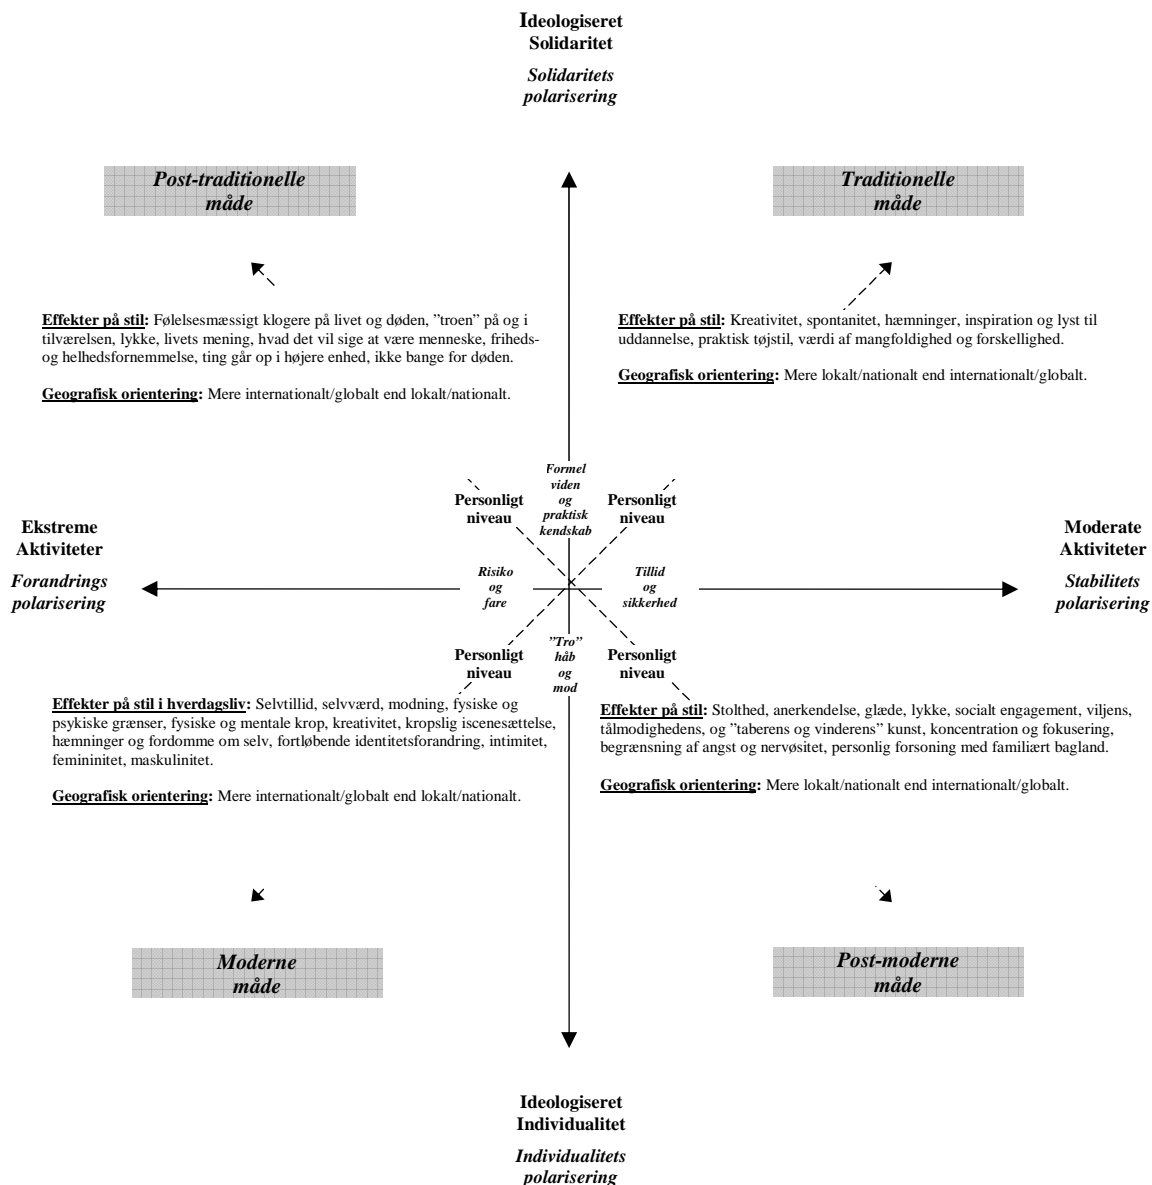 Ideologiseret
Solidaritet
Solidaritets
polarisering
Post-traditionelle
måde
Traditionelle
måde
Effekter på stil: Følelsesmæssigt klogere på livet og døden, ”troen” på og i
tilværelsen, lykke, livets mening, hvad det vil sige at være menneske, friheds-
og helhedsfornemmelse, ting går op i højere enhed, ikke bange for døden.
Geografisk orientering: Mere internationalt/globalt end lokalt/nationalt.
Effekter på stil: Kreativitet, spontanitet, hæmninger, inspiration og lyst til
uddannelse, praktisk tøjstil, værdi af mangfoldighed og forskellighed.
Geografisk orientering: Mere lokalt/nationalt end internationalt/globalt.
Formel
viden
og
praktisk
kendskab
Personligt
niveau
Personligt
niveau
Ekstreme
Aktiviteter
Forandrings
polarisering
Risiko
og
fare
Tillid
og
sikkerhed
Moderate
Aktiviteter
Stabilitets
polarisering
”Tro”
håb
og
mod
Personligt
niveau
Personligt
niveau
Effekter på stil i hverdagsliv: Selvtillid, selvværd, modning, fysiske og
psykiske grænser, fysiske og mentale krop, kreativitet, kropslig iscenesættelse,
hæmninger og fordomme om selv, fortløbende identitetsforandring, intimitet,
femininitet, maskulinitet.
Geografisk orientering: Mere internationalt/globalt end lokalt/nationalt.
Effekter på stil: Stolthed, anerkendelse, glæde, lykke, socialt engagement, viljens,
tålmodighedens, og ”taberens og vinderens” kunst, koncentration og fokusering,
begrænsning af angst og nervøsitet, personlig forsoning med familiært bagland.
Geografisk orientering: Mere lokalt/nationalt end internationalt/globalt.
Moderne
måde
Post-moderne
måde
Ideologiseret
Individualitet
Individualitets
polarisering